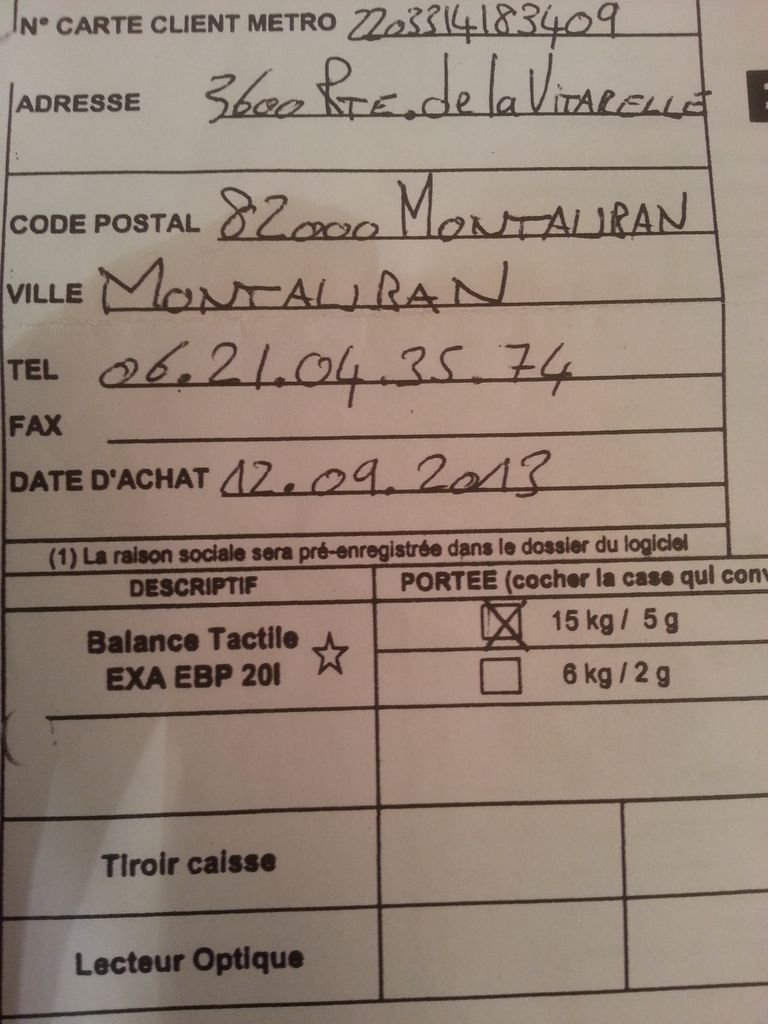 N° CARTE CLIENT METRO 2203314183409
ADRESSE 3600 RTE. de la VITARELLE
CODE POSTAL 82000 MONTAUBAN
VILLE MONTAUBAN
TEL 06.21.04.35.74
FAX
DATE D'ACHAT 12.09.2013
(1) La raison sociale sera pré-enregistrée dans le dossier du logiciel
DESCRIPTIF PORTEE (cocher la case qui conv
Balance Tactile
EXA EBP 20I ☆
15 kg / 5 g
6 kg / 2 g
Tiroir caisse
Lecteur Optique